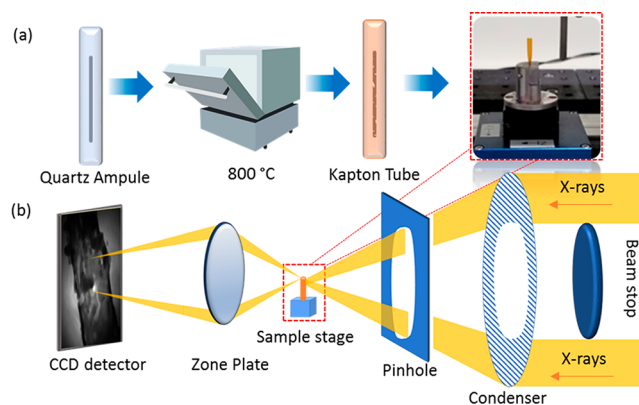 (a)
Quartz Ampule
800 °C
Kapton Tube
(b)
X-rays
Beam stop
X-rays
CCD detector
Zone Plate
Sample stage
Pinhole
Condenser